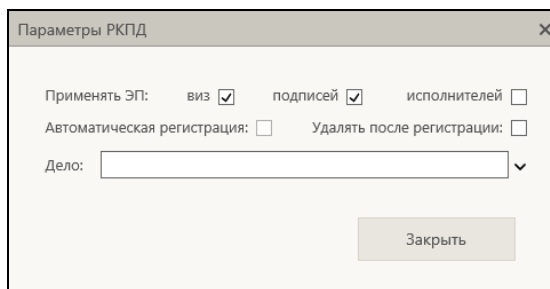 Параметры РКПД
Применять ЭП: виз подписей исполнителей
Автоматическая регистрация: Удалять после регистрации:
Дело:
Закрыть